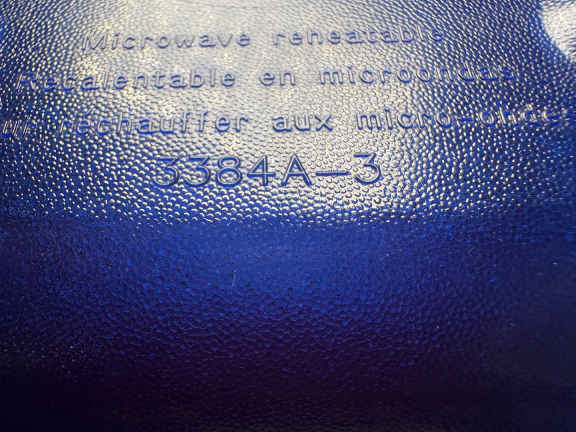 Microwave reheatable
Recalentable en microondas
réchauffer aux micro-ondes
3384A-3